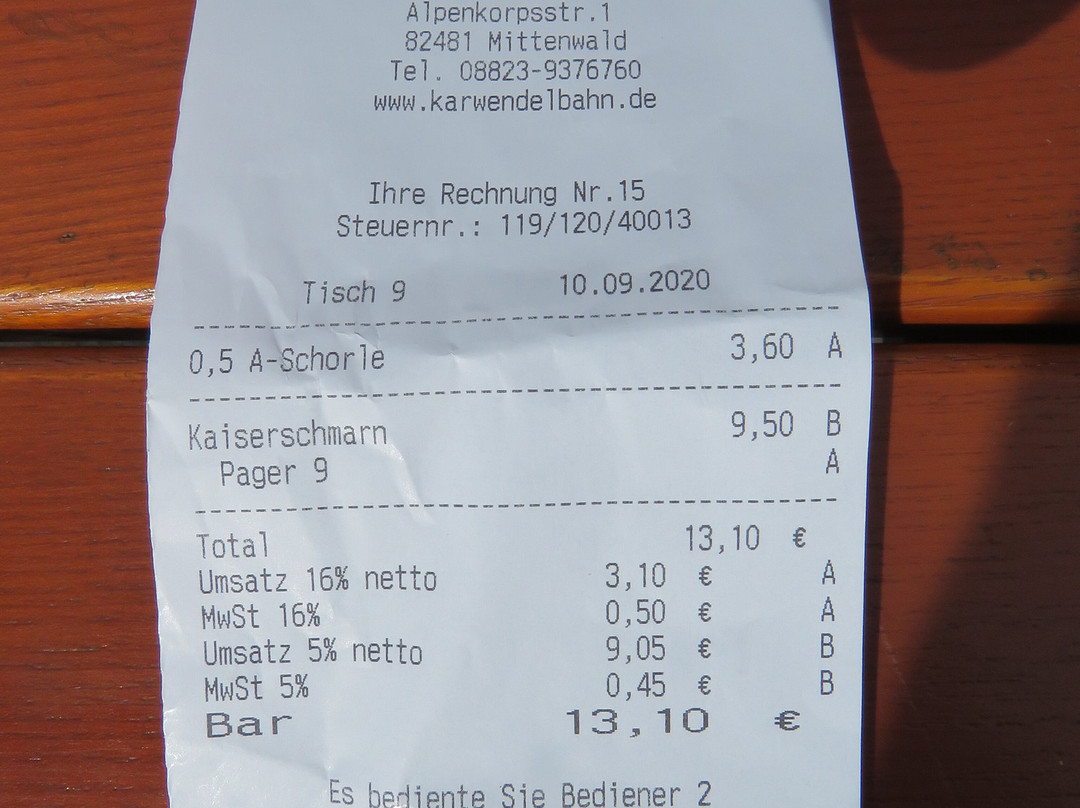 Alpenkorpsstr.1
82481 Mittenwald
Tel. 08823-9376760
www.karwendelbahn.de
Ihre Rechnung Nr.15
Steuernr.: 119/120/40013
Tisch 9 10.09.2020
0,5 A-Schorle 3,60 A
Kaiserschmarn 9,50 B
Pager 9 A
Total 13,10 €
Umsatz 16% netto 3,10 € A
MwSt 16% 0,50 € A
Umsatz 5% netto 9,05 € B
MwSt 5% 0,45 € B
Bar 13,10 €
Es bediente Sie Bediener 2